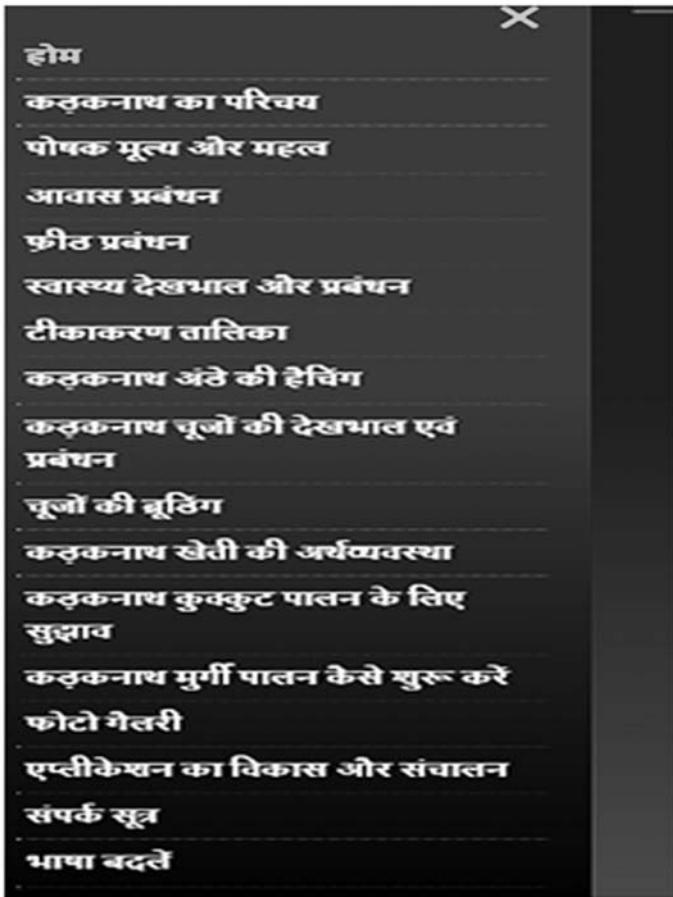 होम
कड़कनाथ का परिचय
पोषक मूल्य और महत्व
आवास प्रबंधन
फ़ीड प्रबंधन
स्वास्थ्य देखभाल और प्रबंधन
टीकाकरण तालिका
कड़कनाथ अंडे की हैचिंग
कड़कनाथ चूजों की देखभाल एवं
प्रबंधन
चूजों की ब्रूडिंग
कड़कनाथ खेती की अर्थव्यवस्था
कड़कनाथ कुक्कुट पालन के लिए
सुझाव
कड़कनाथ मुर्गी पालन कैसे शुरू करें
फोटो गैलरी
एप्लीकेशन का विकास और संचालन
संपर्क सूत्र
भाषा बदलें